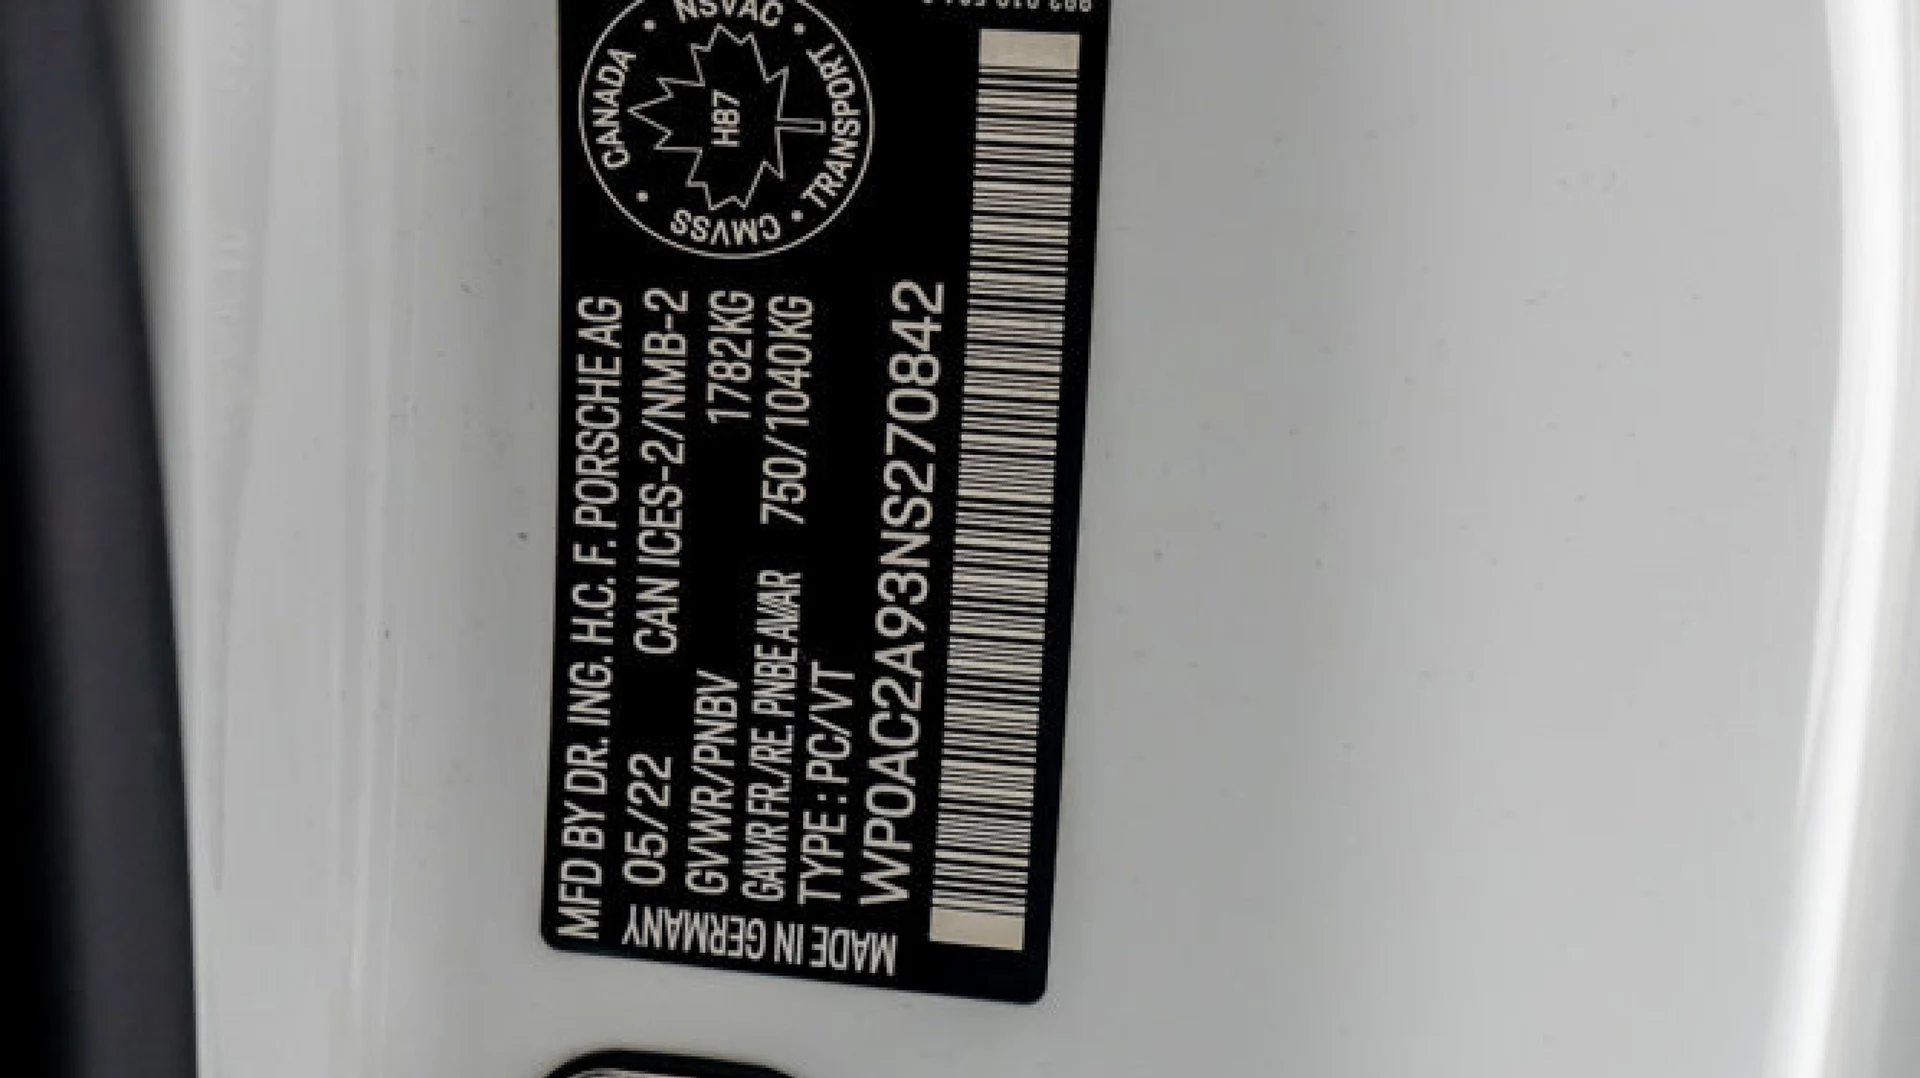 MFD BY DR. ING. H.C. F. PORSCHE AG
05/22 CAN ICES-2/NMB-2
GVWR/PNBV 1782KG
GAWR FR./RE. PNBE AV/AR 750/1040KG
TYPE : PC/VT
WP0AC2A93NS270842
MADE IN GERMANY
CANADA
NSVAC
TRANSPORT
CMVSS
H87